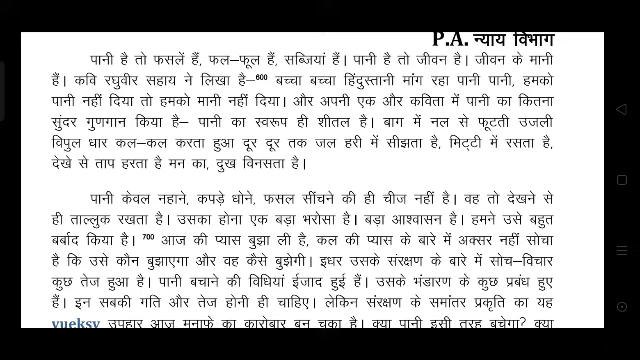 P.A. न्याय विभाग
पानी है तो फसलें हैं, फल–फूल हैं, सब्जियां हैं। पानी है तो जीवन है। जीवन के मानी
हैं। कवि रघुवीर सहाय ने लिखा है– 600 बच्चा बच्चा हिंदुस्तानी मांग रहा पानी पानी, हमको
पानी नहीं दिया तो हमको मानी नहीं दिया। और अपनी एक और कविता में पानी का कितना
सुंदर गुणगान किया है– पानी का स्वरूप ही शीतल है। बाग में नल से फूटती उजली
विपुल धार कल–कल करता हुआ दूर दूर तक जल हरी में सीझता है, मिट्टी में रसता है,
देखे से ताप हरता है मन का, दुख विनसता है।
पानी केवल नहाने, कपड़े धोने, फसल सींचने की ही चीज नहीं है। वह तो देखने से
ही ताल्लुक रखता है। उसका होना एक बड़ा भरोसा है। बड़ा आश्वासन है। हमने उसे बहुत
बर्बाद किया है। 700 आज की प्यास बुझा ली है, कल की प्यास के बारे में अक्सर नहीं सोचा
है कि उसे कौन बुझाएगा और वह कैसे बुझेगी। इधर उसके संरक्षण के बारे में सोच–विचार
कुछ तेज हुआ है। पानी बचाने की विधियां ईजाद हुई हैं। उसके भंडारण के कुछ प्रबंध हुए
हैं। इन सबकी गति और तेज होनी ही चाहिए। लेकिन संरक्षण के समांतर प्रकृति का यह
yueksv उपहार आज मुनाफे का कारोबार बन चुका है। क्या पानी इसी तरह बचेगा? क्या